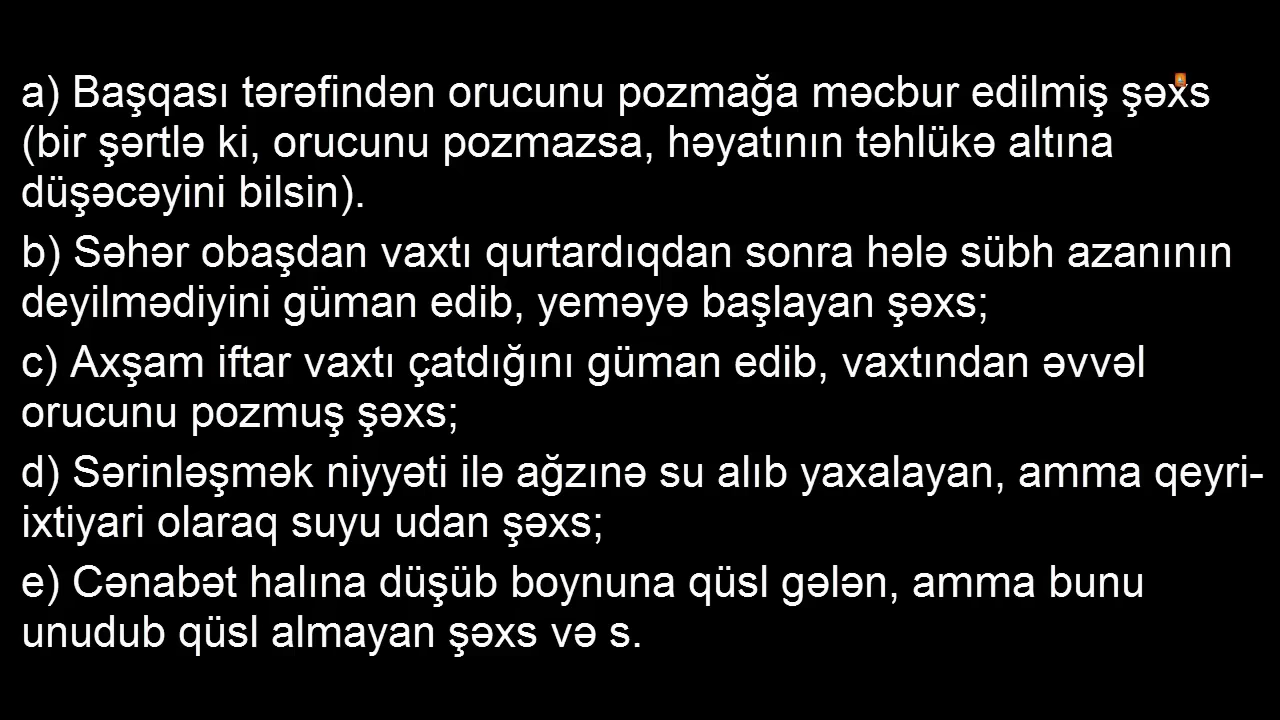 a) Başqası tərəfindən orucunu pozmağa məcbur edilmiş şəxs
(bir şərtlə ki, orucunu pozmazsa, həyatının təhlükə altına
düşəcəyini bilsin).
b) Səhər obaşdan vaxtı qurtardıqdan sonra hələ sübh azanının
deyilmədiyini güman edib, yeməyə başlayan şəxs;
c) Axşam iftar vaxtı çatdığını güman edib, vaxtından əvvəl
orucunu pozmuş şəxs;
d) Sərinləşmək niyyəti ilə ağzınə su alıb yaxalayan, amma qeyri-
ixtiyari olaraq suyu udan şəxs;
e) Cənabət halına düşüb boynuna qüsl gələn, amma bunu
unudub qüsl almayan şəxs və s.